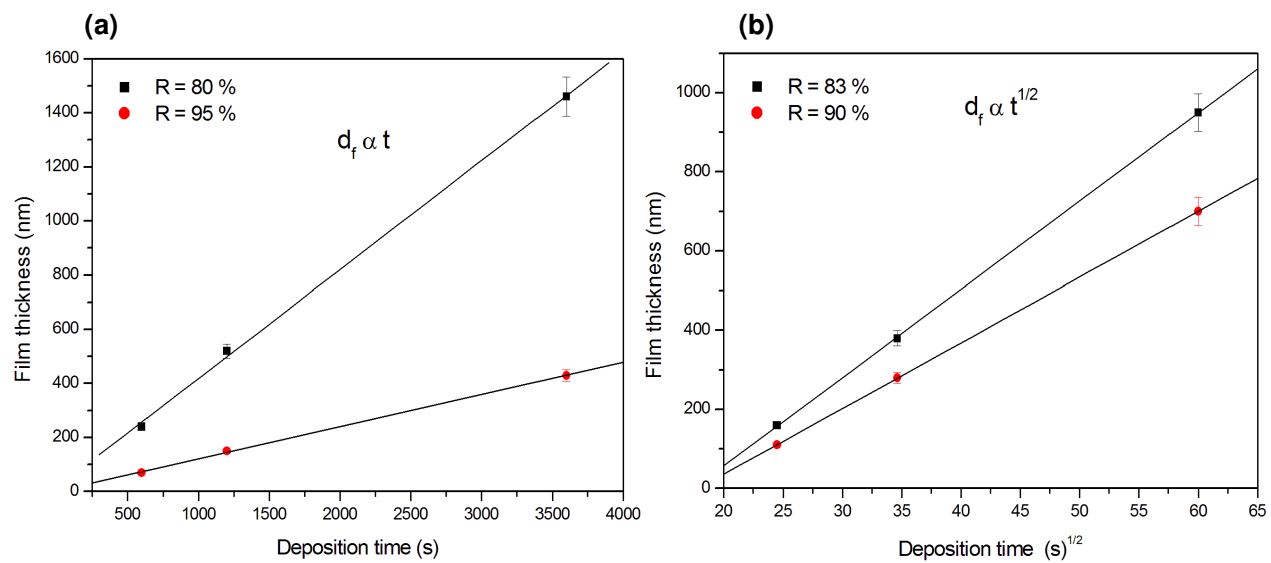 (a)
1600
1400
1200
1000
800
600
400
200
0
Film thickness (nm)
R = 80 %
R = 95 %
d_f α t
500 1000 1500 2000 2500 3000 3500 4000
Deposition time (s)
(b)
1000
800
600
400
200
0
Film thickness (nm)
R = 83 %
R = 90 %
d_f α t^1/2
20 25 30 35 40 45 50 55 60 65
Deposition time (s)^1/2